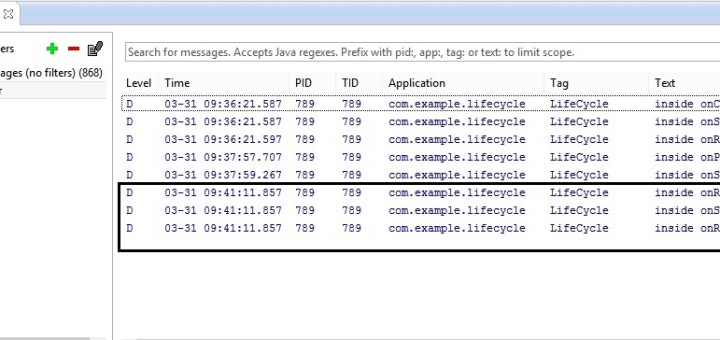 ers
Search for messages. Accepts Java regexes. Prefix with pid:, app:, tag: or text: to limit scope.
ages (no filters) (868)
r
Level Time PID TID Application Tag Text
D 03-31 09:36:21.587 789 789 com.example.lifecycle LifeCycle inside onC
D 03-31 09:36:21.587 789 789 com.example.lifecycle LifeCycle inside onS
D 03-31 09:36:21.597 789 789 com.example.lifecycle LifeCycle inside onR
D 03-31 09:37:57.707 789 789 com.example.lifecycle LifeCycle inside onP
D 03-31 09:37:59.267 789 789 com.example.lifecycle LifeCycle inside onS
D 03-31 09:41:11.857 789 789 com.example.lifecycle LifeCycle inside onR
D 03-31 09:41:11.857 789 789 com.example.lifecycle LifeCycle inside onS
D 03-31 09:41:11.857 789 789 com.example.lifecycle LifeCycle inside onR